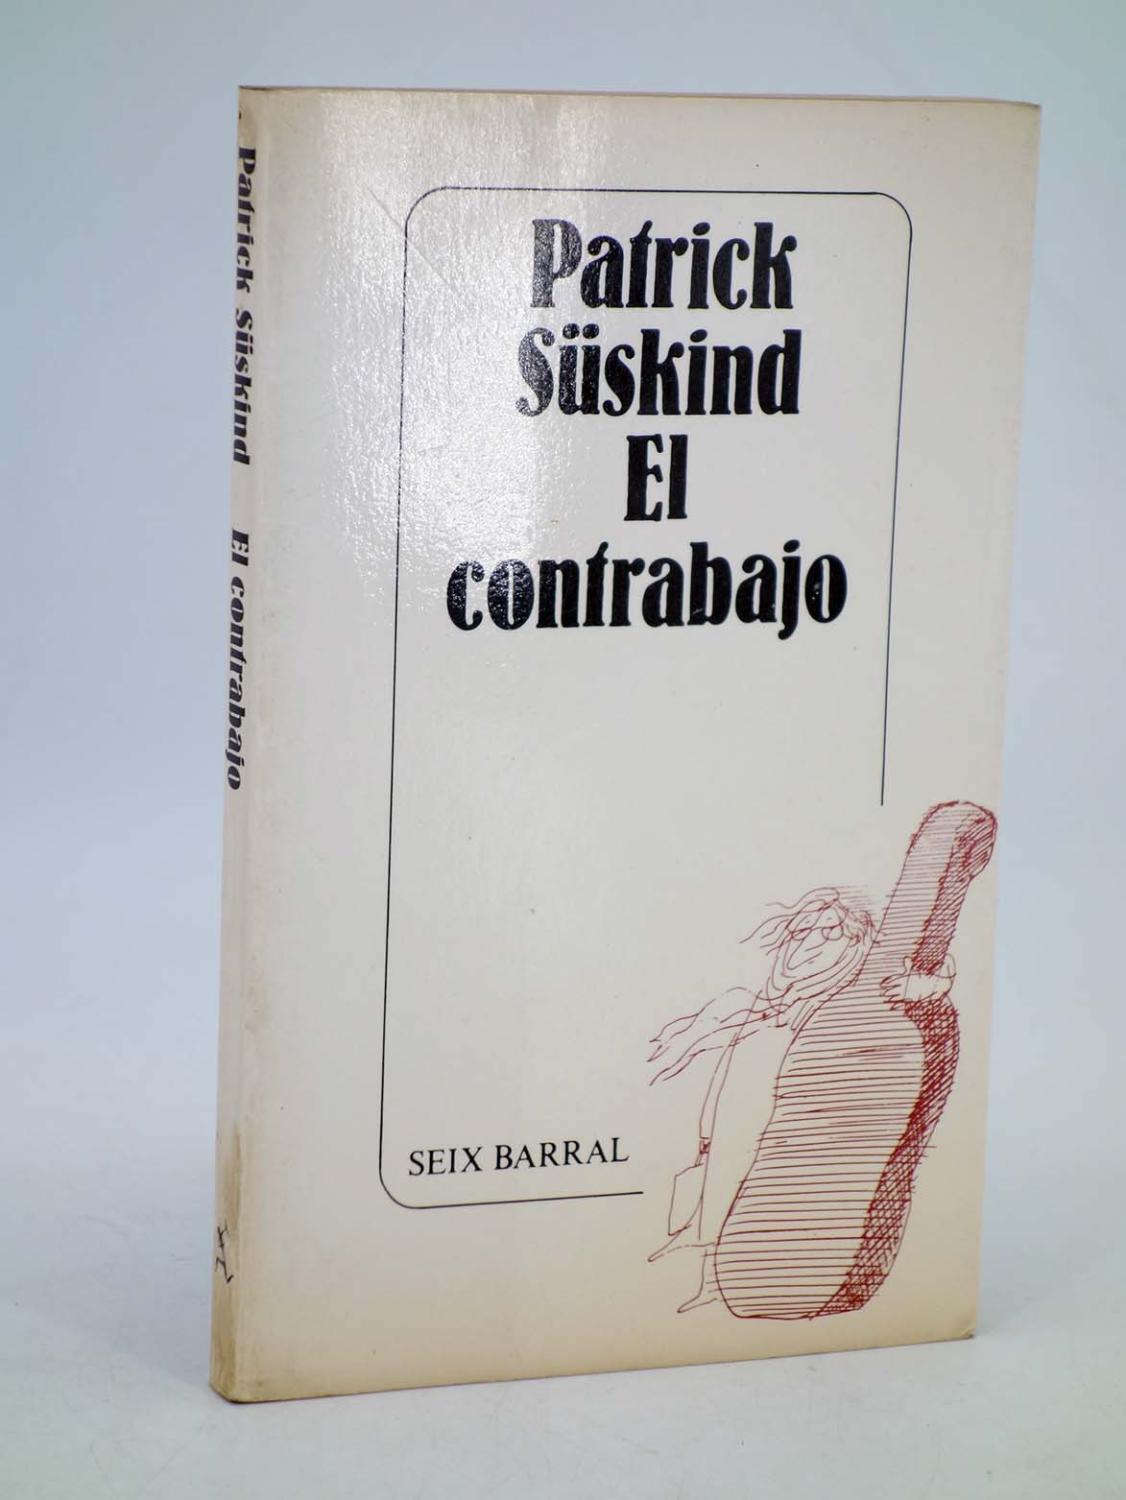 Patrick Süskind El contrabajo
Patrick
Süskind
El
contrabajo
SEIX BARRAL